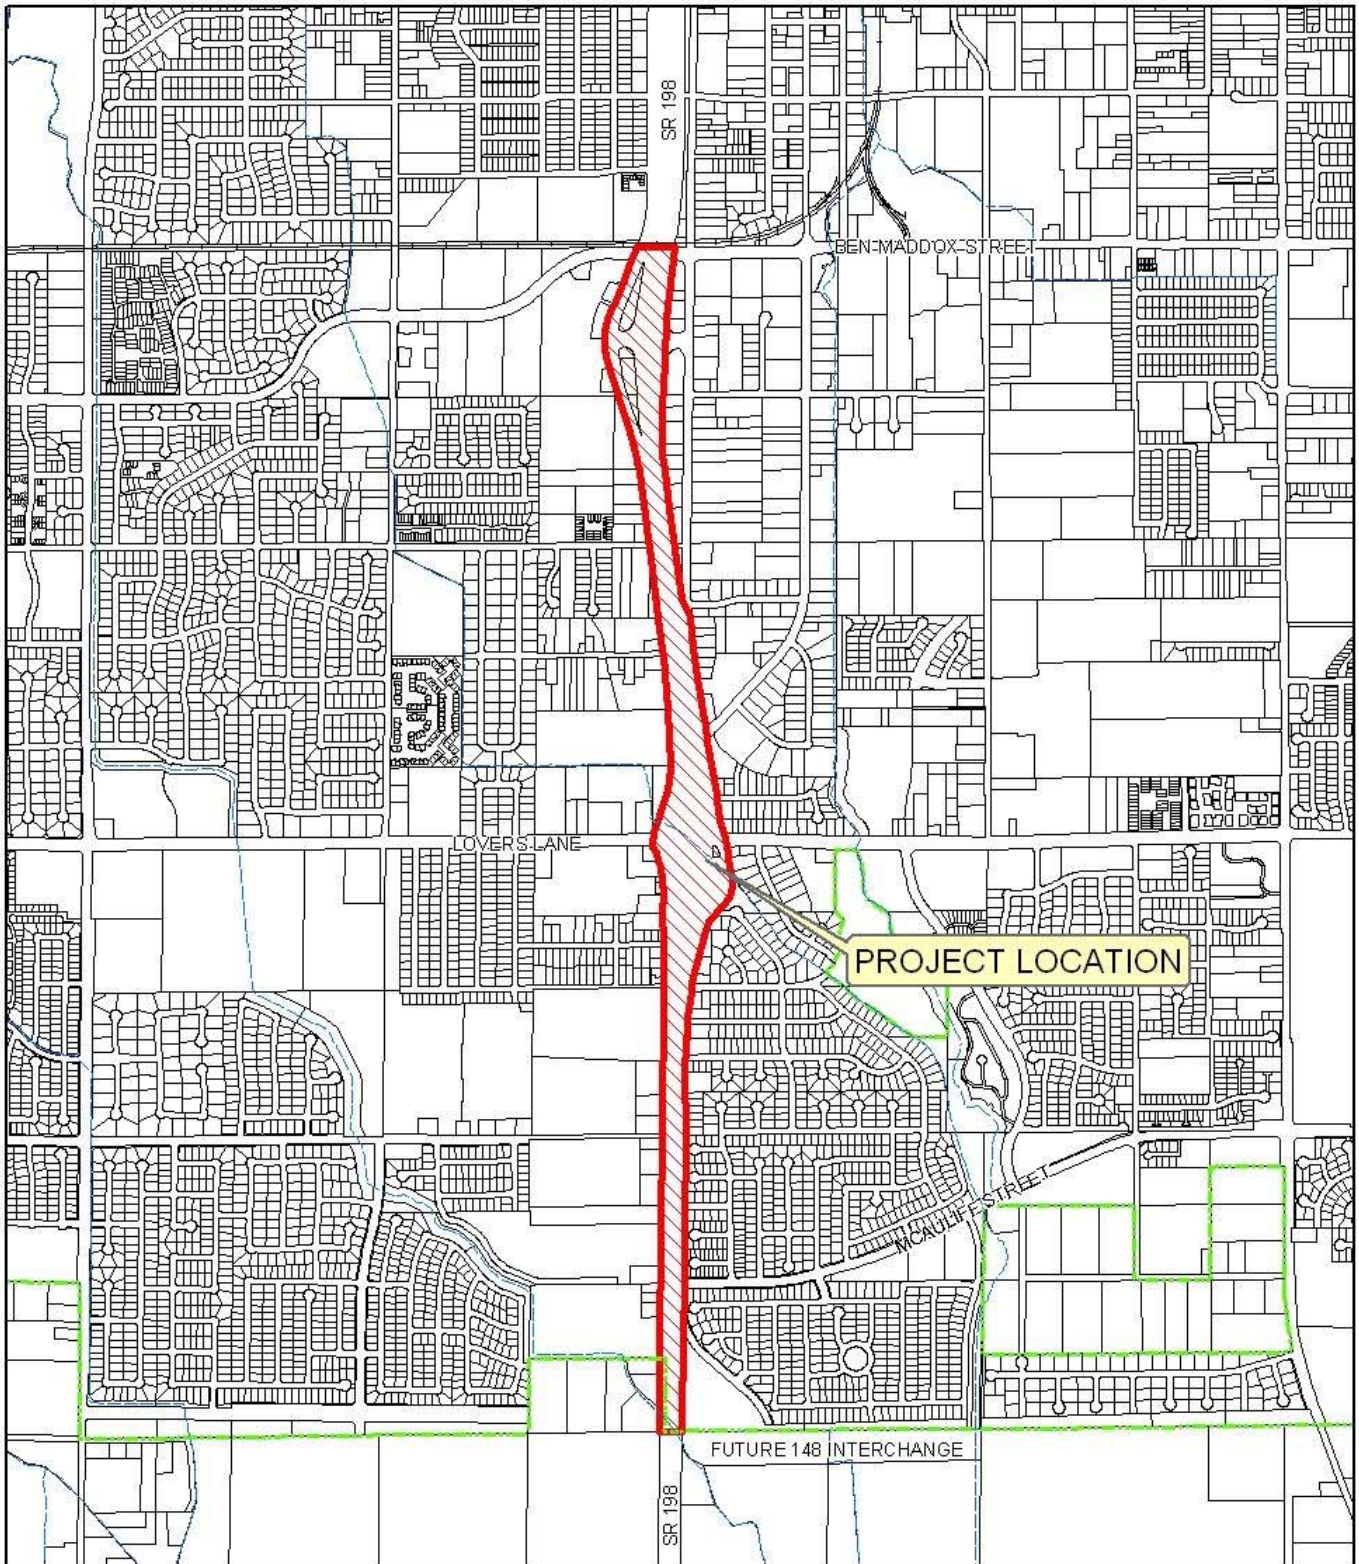 SR 198
BEN MADDOX STREET
LOVERS LANE
PROJECT LOCATION
MCAULIFF STREET
FUTURE 148 INTERCHANGE
SR 198